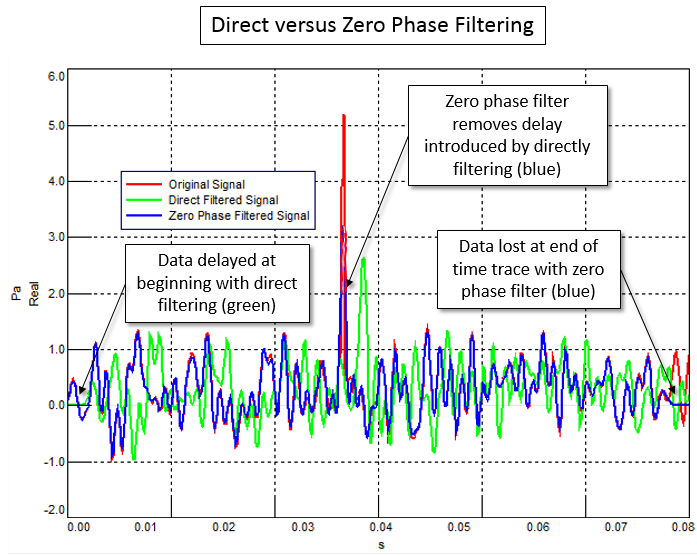 Direct versus Zero Phase Filtering
6.0
5.0
4.0
3.0
2.0
1.0
0.0
-1.0
-2.0
Pa
Real
Original Signal
Direct Filtered Signal
Zero Phase Filtered Signal
Zero phase filter
removes delay
introduced by directly
filtering (blue)
Data delayed at
beginning with direct
filtering (green)
Data lost at end of
time trace with zero
phase filter (blue)
0.00 0.01 0.02 0.03 0.04 0.05 0.06 0.07 0.08
s